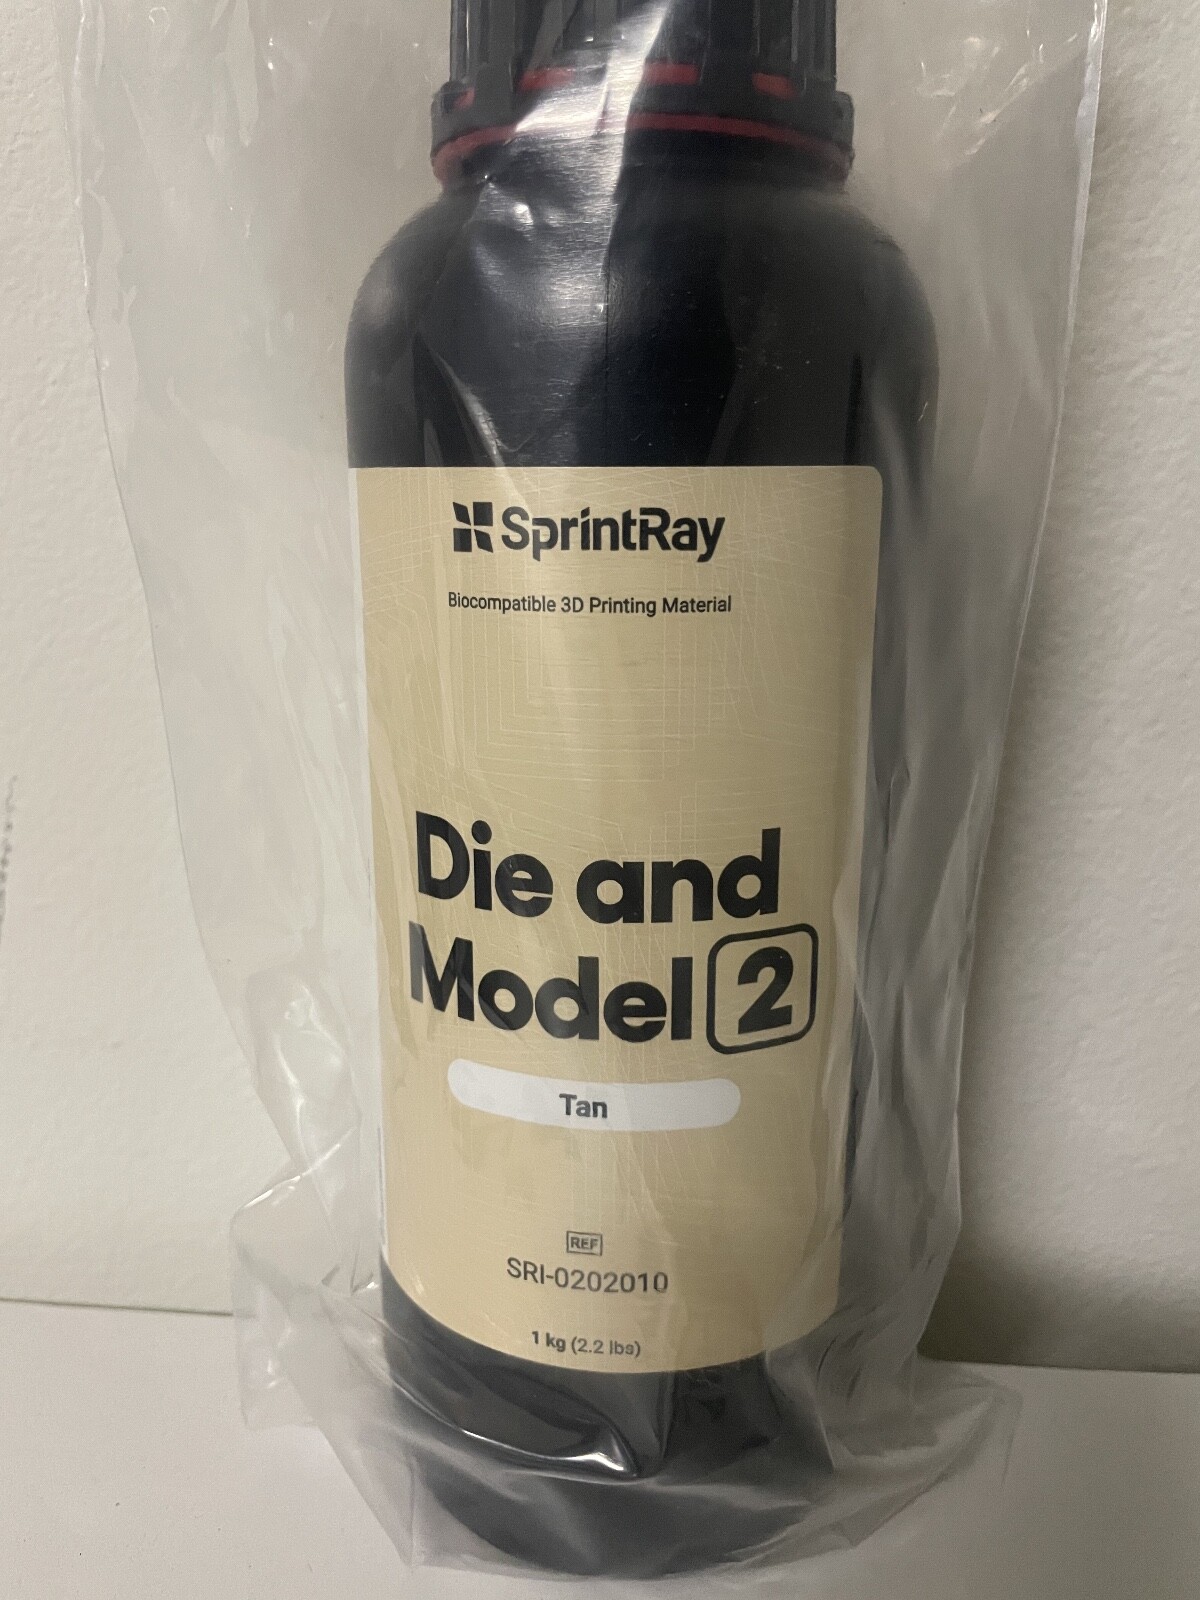 SprintRay
Biocompatible 3D Printing Material
Die and
Model 2
Tan
REF
SRI-0202010
1 kg (2.2 lbs)